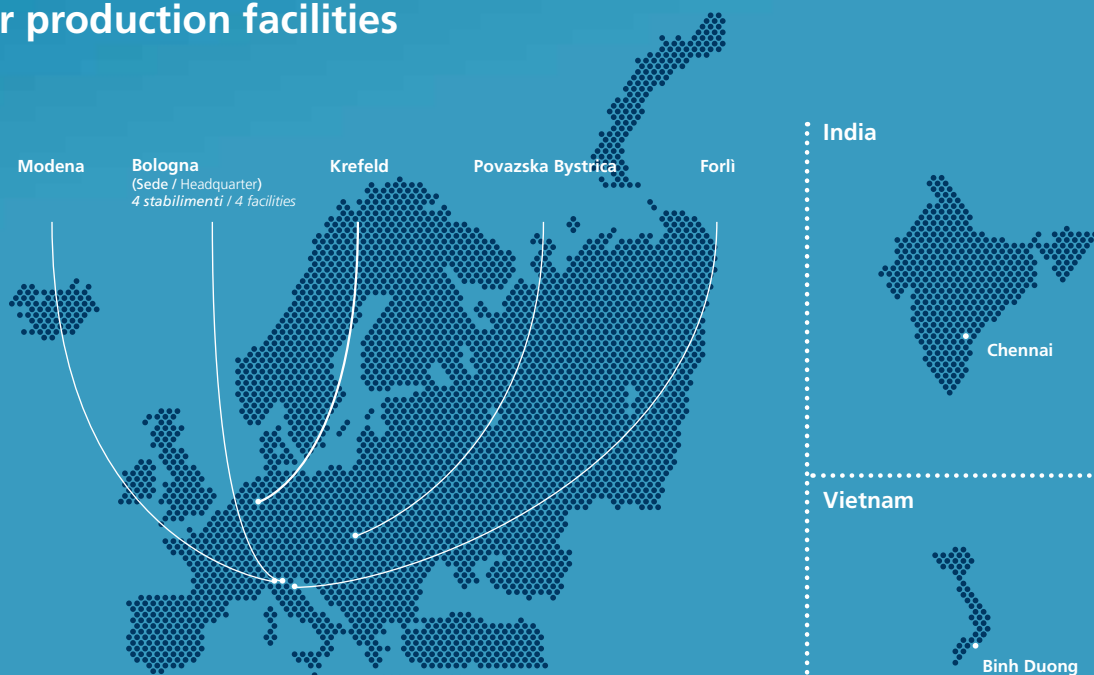 r production facilities
Modena
Bologna
(Sede / Headquarter)
4 stabilimenti / 4 facilities
Krefeld
Povazska Bystrica
Forlì
India
Chennai
Vietnam
Binh Duong